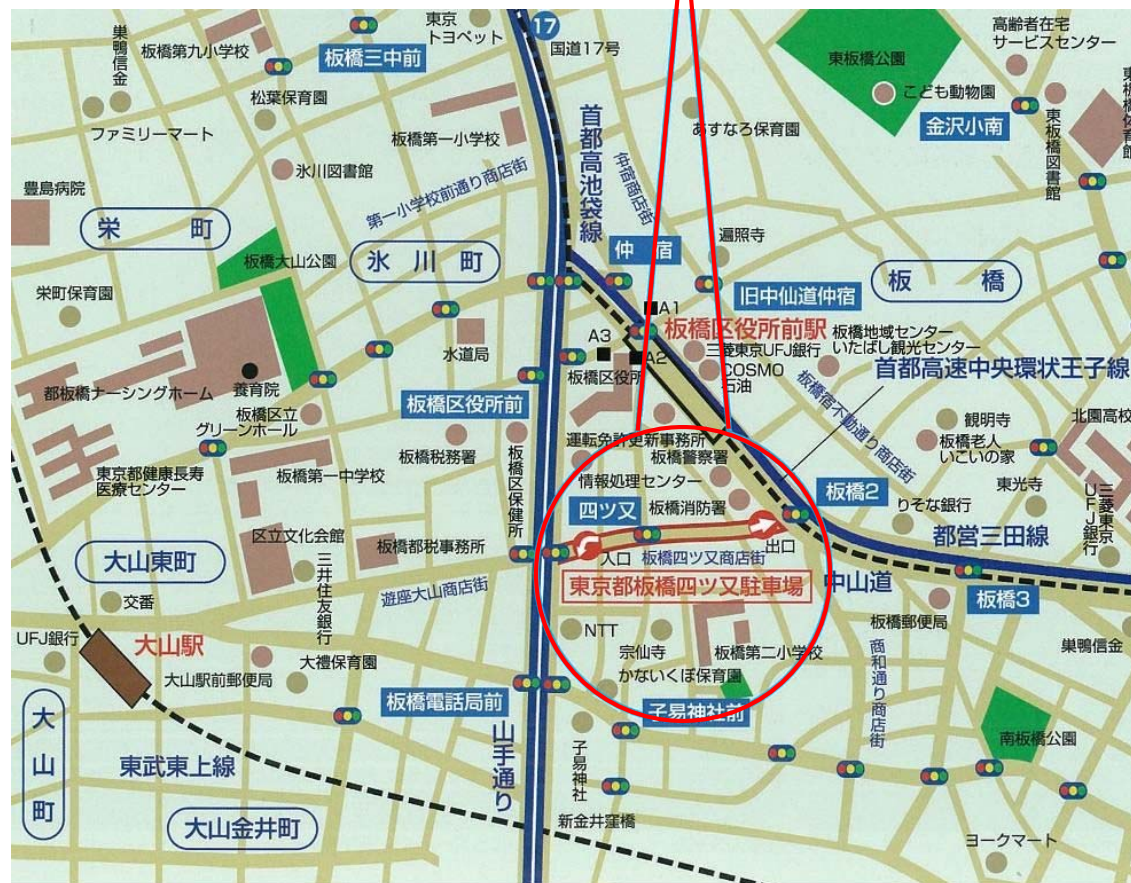 東京
トヨペット
17
国道17号
巣鴨信金
板橋第九小学校
板橋三中前
高齢者在宅
サービスセンター
東板橋公園
こども動物園
金沢小南
東板橋体育館
東板橋図書館
松葉保育園
ファミリーマート
板橋第一小学校
あすなろ保育園
氷川図書館
首都高池袋線
仲宿商店街
豊島病院
第一小学校前通り商店街
栄町
氷川町
仲宿
遍照寺
板橋
板橋大山公園
栄町保育園
旧中仙道仲宿
A1
板橋区役所前駅
板橋地域センター
いたばし観光センター
A3
A2
三菱東京UFJ銀行
COSMO
石油
水道局
板橋区役所
首都高速中央環状王子線
都板橋ナーシングホーム
養育院
板橋区役所前
板橋宿不動通り商店街
板橋区立
グリーンホール
観明寺
北園高校
運転免許更新事務所
板橋老人
いこいの家
板橋税務署
板橋区保健所
板橋警察署
東京都健康長寿
医療センター
板橋第一中学校
情報処理センター
板橋2
東光寺
三菱東京
UFJ銀行
りそな銀行
四ツ又
板橋消防署
区立文化会館
板橋都税事務所
都営三田線
大山東町
入口
板橋四ツ又商店街
出口
三井住友銀行
遊座大山商店街
東京都板橋四ツ又駐車場
中山道
板橋3
交番
板橋郵便局
UFJ銀行
大山駅
NTT
宗仙寺
板橋第二小学校
巣鴨信金
大山駅前郵便局
大禮保育園
かないくぼ保育園
商和通り商店街
板橋電話局前
子易神社前
大山町
山手通り
南板橋公園
東武東上線
子易神社
大山金井町
新金井窪橋
ヨークマート